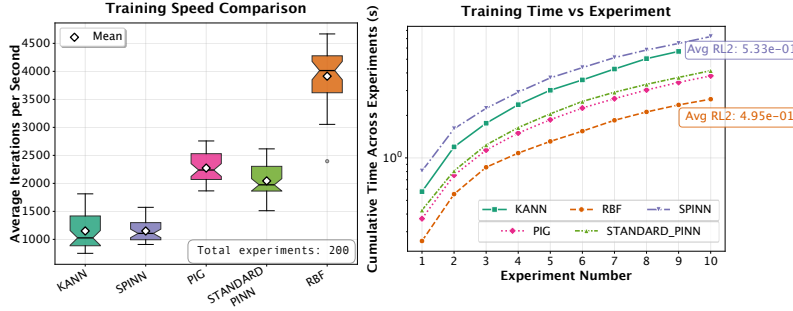 Training Speed Comparison
Average Iterations per Second
Mean
4500
4000
3500
3000
2500
2000
1500
1000
Total experiments: 200
KANN
SPINN
PIG
STANDARD
PINN
RBF
Training Time vs Experiment
Cumulative Time Across Experiments (s)
10⁰
Avg RL2: 5.33e-01
Avg RL2: 4.95e-01
KANN
RBF
SPINN
PIG
STANDARD_PINN
1 2 3 4 5 6 7 8 9 10
Experiment Number